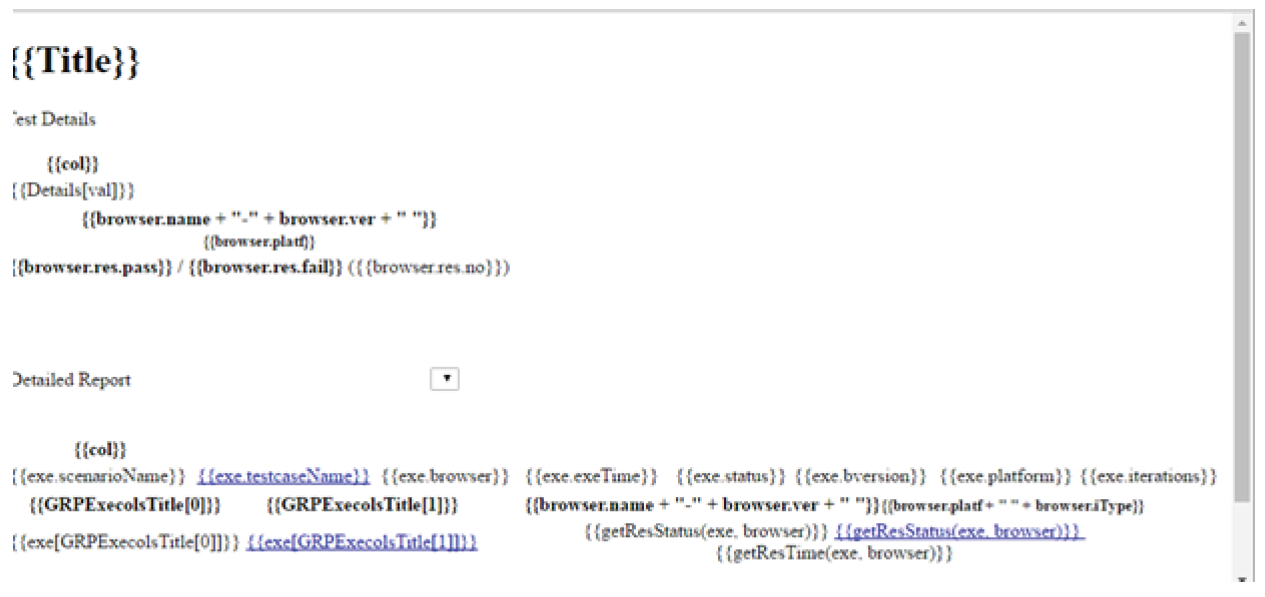 {{Title}}
Test Details
{{col}}
{{Details[val]}}
{{browser.name + "-" + browser.ver + " "}}
{{browser.platf}}
{{browser.res.pass}} / {{browser.res.fail}} ({{browser.res.no}})
Detailed Report
{{col}}
{{exe.scenarioName}} {{exe.testcaseName}} {{exe.browser}} {{exe.exeTime}} {{exe.status}} {{exe.bversion}} {{exe.platform}} {{exe.iterations}}
{{GRPExecolsTitle[0]}} {{GRPExecolsTitle[1]}} {{browser.name + "-" + browser.ver + " "}}{{browser.platf + " " + browser.iType}}
{{exe[GRPExecolsTitle[0]]}} {{exe[GRPExecolsTitle[1]]}} {{getResStatus(exe, browser)}} {{getResStatus(exe, browser)}}
{{getResTime(exe, browser)}}